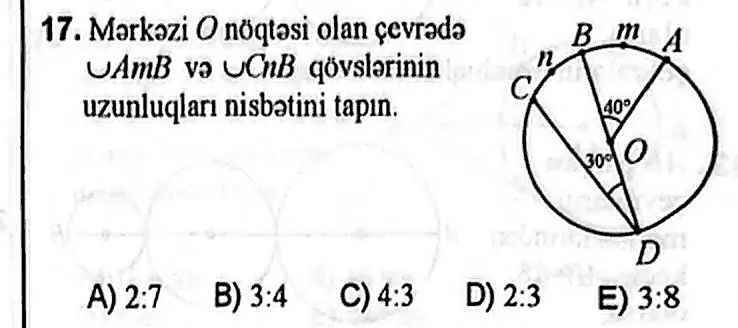 17. Mərkəzi O nöqtəsi olan çevrədə
◡AmB və ◡CnB qövslərinin
uzunluqları nisbətini tapın.
B m A
n
C
40°
30° O
D
A) 2:7 B) 3:4 C) 4:3 D) 2:3 E) 3:8